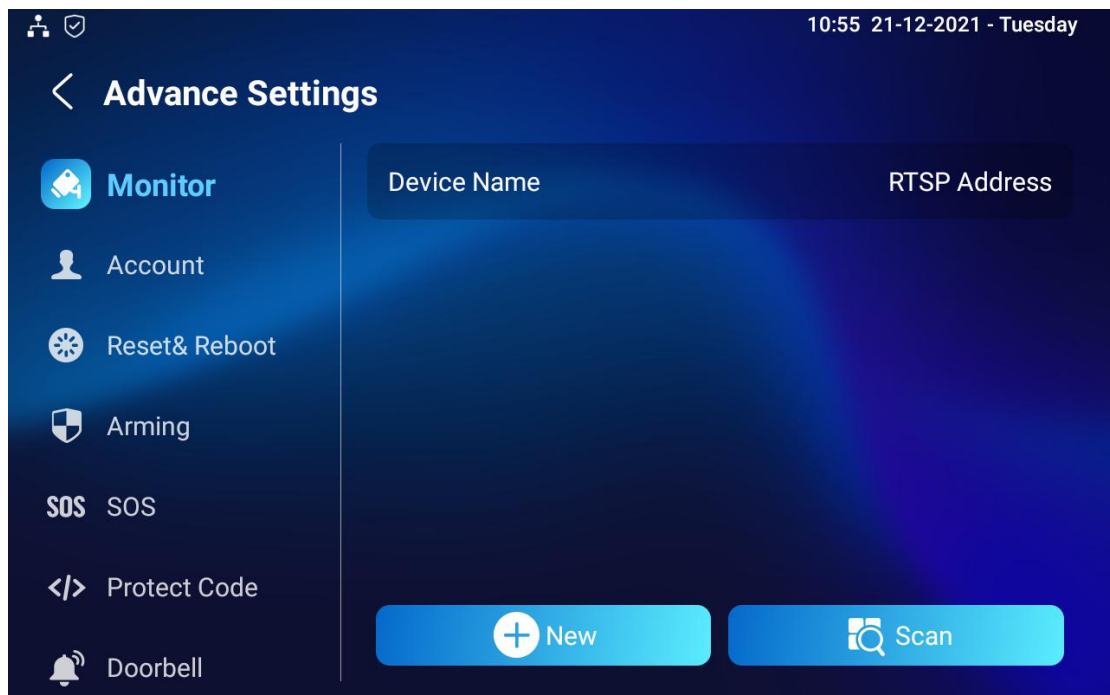 10:55 21-12-2021 - Tuesday
Advance Settings
Monitor
Device Name RTSP Address
Account
Reset& Reboot
Arming
SOS SOS
</> Protect Code
Doorbell
New Scan